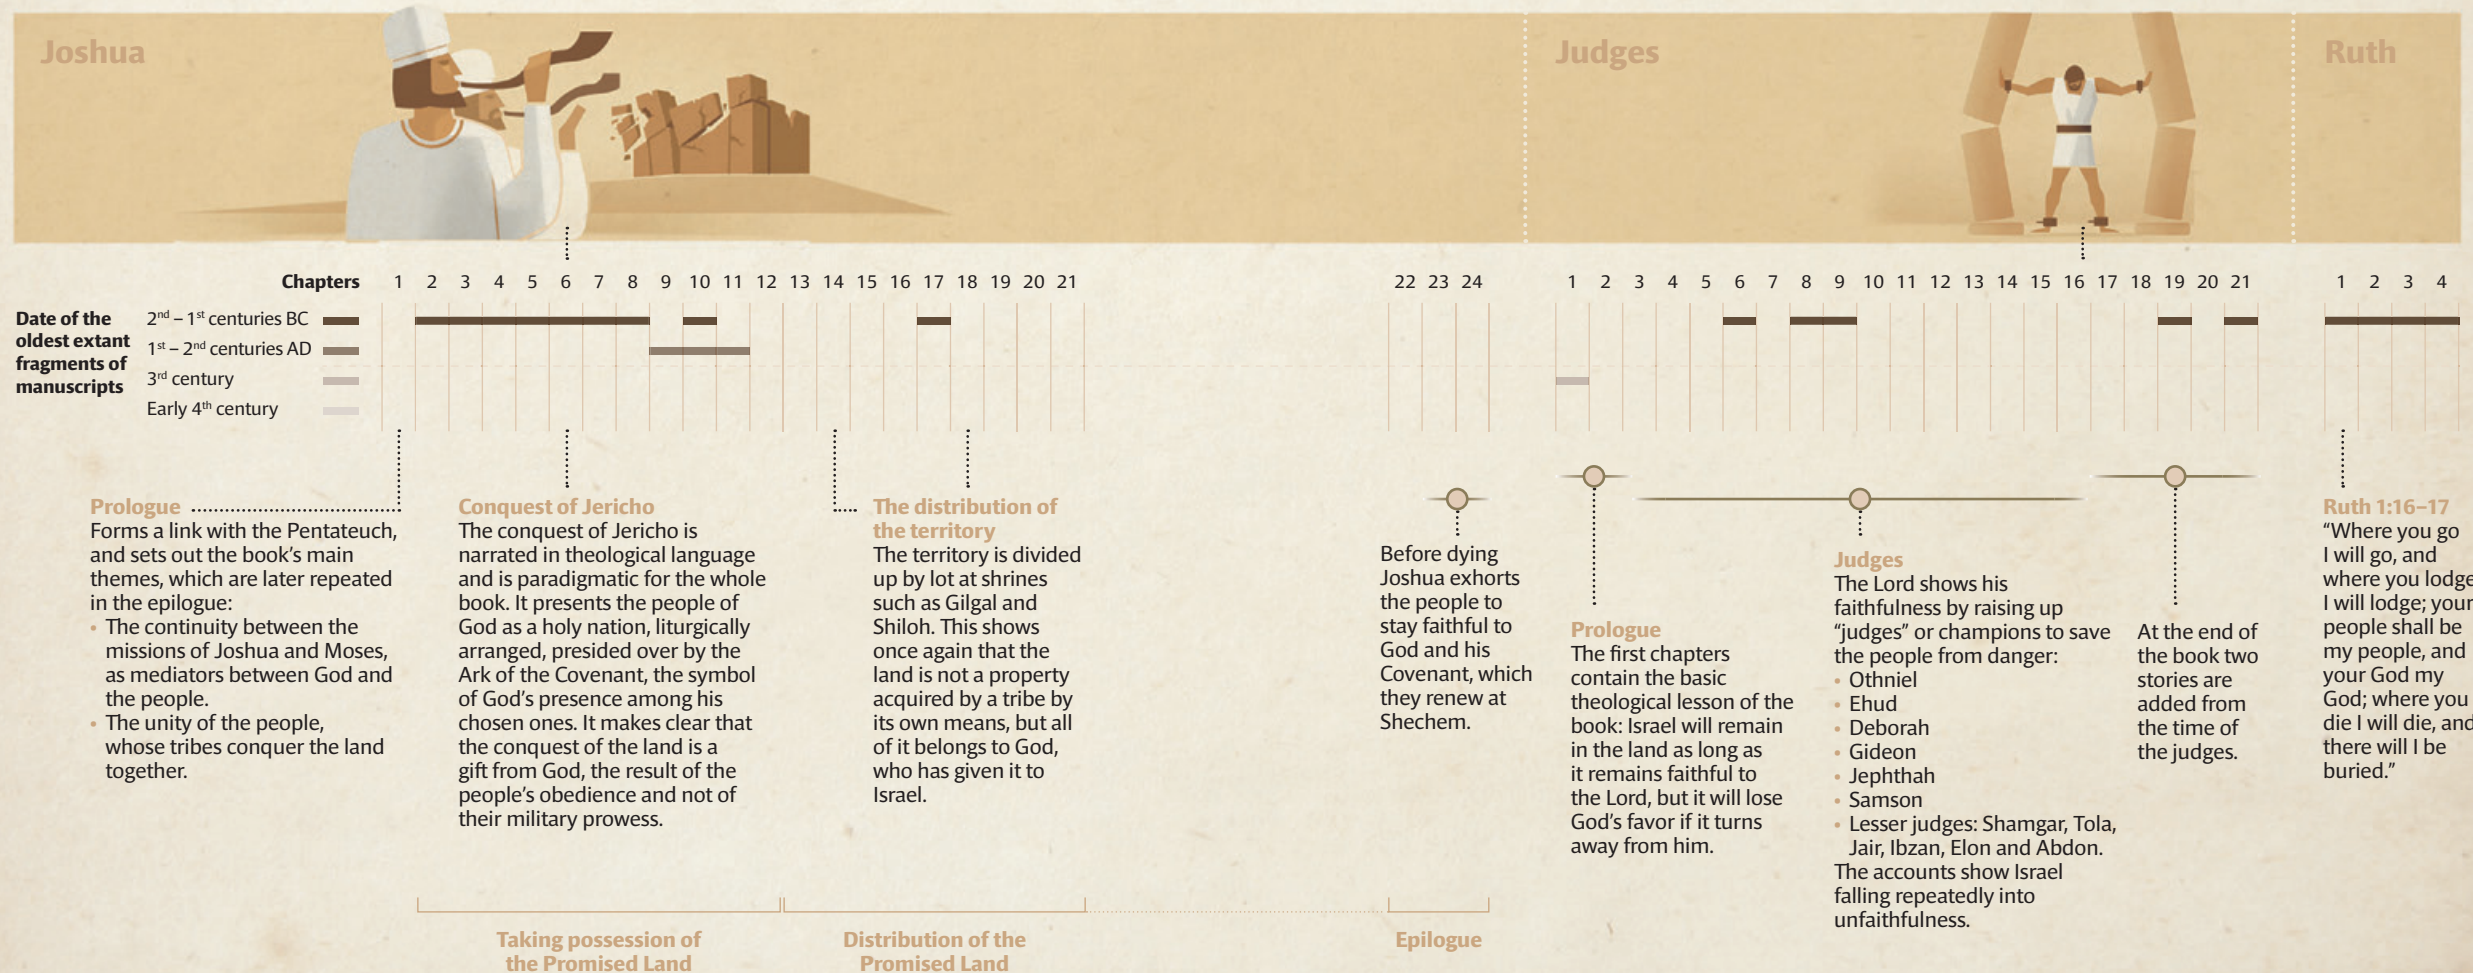 Joshua
Judges
Ruth
Chapters 1 2 3 4 5 6 7 8 9 10 11 12 13 14 15 16 17 18 19 20 21 22 23 24 1 2 3 4 5 6 7 8 9 10 11 12 13 14 15 16 17 18 19 20 21 1 2 3 4
Date of the
oldest extant
fragments of
manuscripts
2nd – 1st centuries BC
1st – 2nd centuries AD
3rd century
Early 4th century
Prologue
Forms a link with the Pentateuch,
and sets out the book’s main
themes, which are later repeated
in the epilogue:
• The continuity between the
missions of Joshua and Moses,
as mediators between God and
the people.
• The unity of the people,
whose tribes conquer the land
together.
Conquest of Jericho
The conquest of Jericho is
narrated in theological language
and is paradigmatic for the whole
book. It presents the people of
God as a holy nation, liturgically
arranged, presided over by the
Ark of the Covenant, the symbol
of God’s presence among his
chosen ones. It makes clear that
the conquest of the land is a
gift from God, the result of the
people’s obedience and not of
their military prowess.
The distribution of
the territory
The territory is divided
up by lot at shrines
such as Gilgal and
Shiloh. This shows
once again that the
land is not a property
acquired by a tribe by
its own means, but all
of it belongs to God,
who has given it to
Israel.
Before dying
Joshua exhorts
the people to
stay faithful to
God and his
Covenant, which
they renew at
Shechem.
Prologue
The first chapters
contain the basic
theological lesson of the
book: Israel will remain
in the land as long as
it remains faithful to
the Lord, but it will lose
God’s favor if it turns
away from him.
Judges
The Lord shows his
faithfulness by raising up
“judges” or champions to save
the people from danger:
• Othniel
• Ehud
• Deborah
• Gideon
• Jephthah
• Samson
• Lesser judges: Shamgar, Tola,
Jair, Ibzan, Elon and Abdon.
The accounts show Israel
falling repeatedly into
unfaithfulness.
At the end of
the book two
stories are
added from
the time of
the judges.
Ruth 1:16–17
“Where you go
I will go, and
where you lodge
I will lodge; your
people shall be
my people, and
your God my
God; where you
die I will die, and
there will I be
buried.”
Taking possession of
the Promised Land
Distribution of the
Promised Land
Epilogue